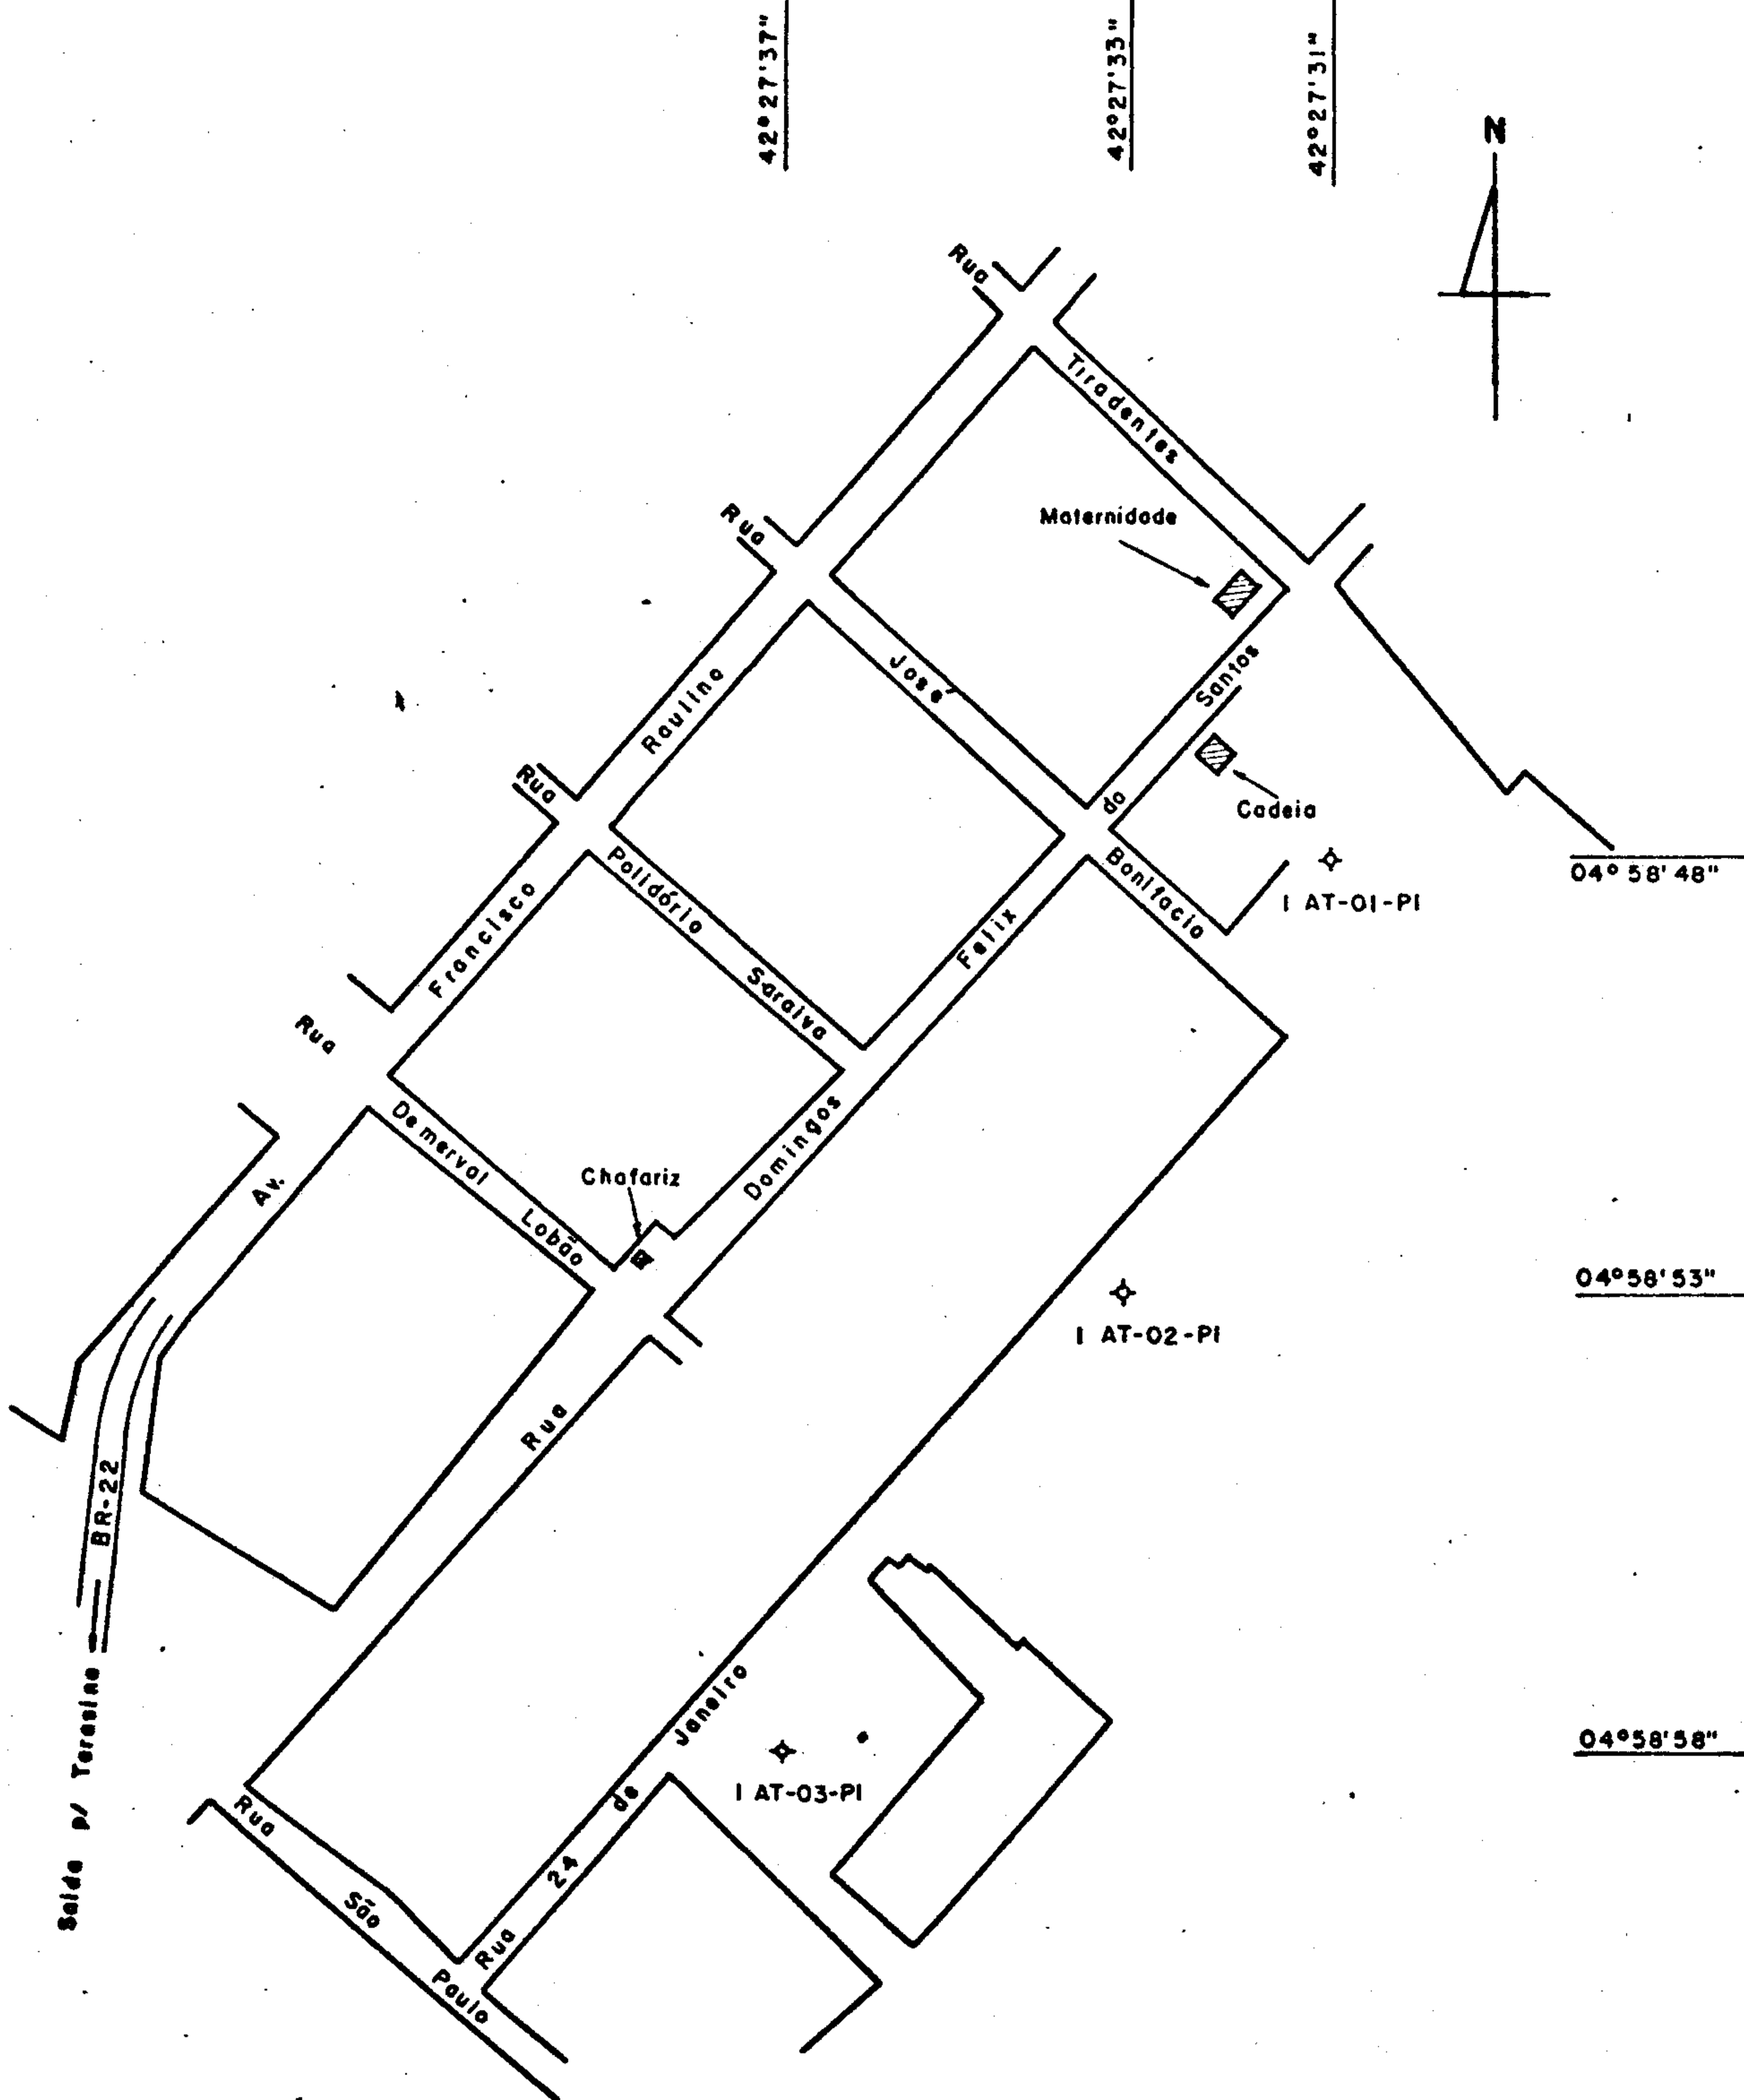 42°27'37"
42°27'33"
42°27'31"
N
Rua
Tiradentes
Rua
Maternidade
José
Santos
Raulino
Rua
do
Cadeia
04°58'48"
Polidório
Bonifacio
I AT-01-PI
Francisco
Felix
Saraiva
Rua
Demerval
Domingos
Av.
Chafariz
Lobão
04°58'53"
I AT-02-PI
Rua
BR-22
Saida p/ Teresina
Janeiro
04°58'58"
I AT-03-PI
de
Rua
24
São
Rua
Paulo